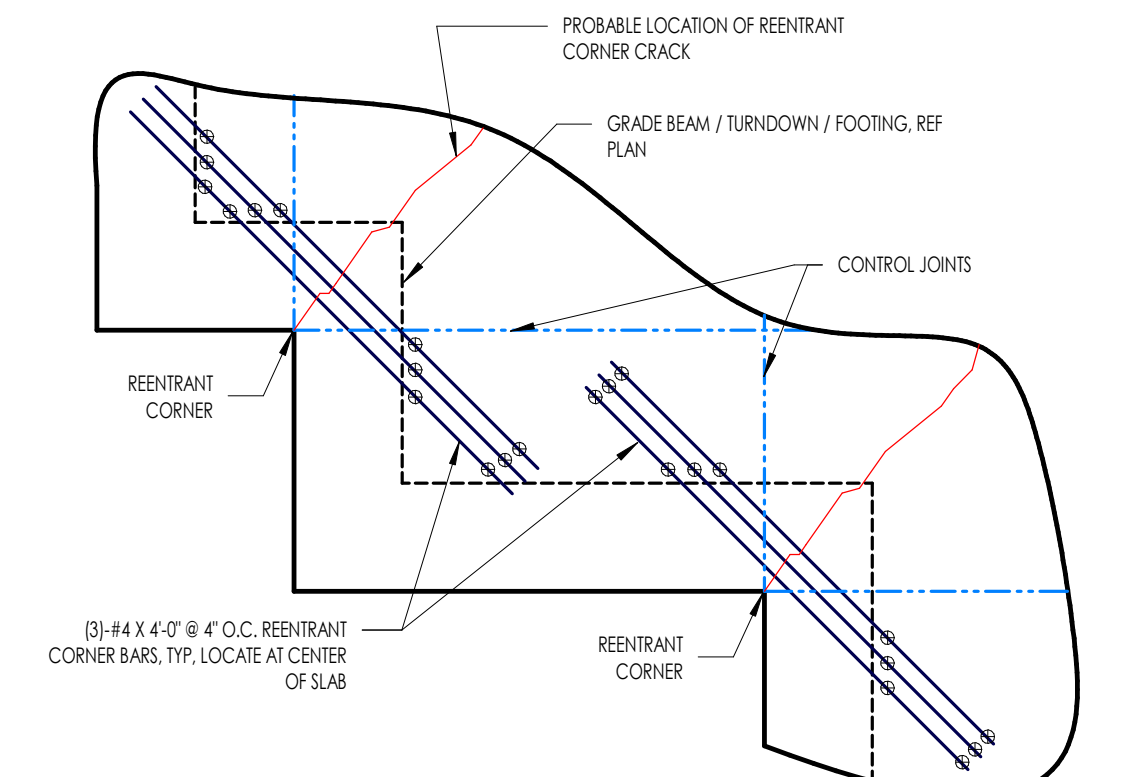 PROBABLE LOCATION OF REENTRANT
CORNER CRACK
GRADE BEAM / TURNDOWN / FOOTING, REF
PLAN
CONTROL JOINTS
REENTRANT
CORNER
(3)-#4 X 4'-0" @ 4" O.C. REENTRANT
CORNER BARS, TYP, LOCATE AT CENTER
OF SLAB
REENTRANT
CORNER